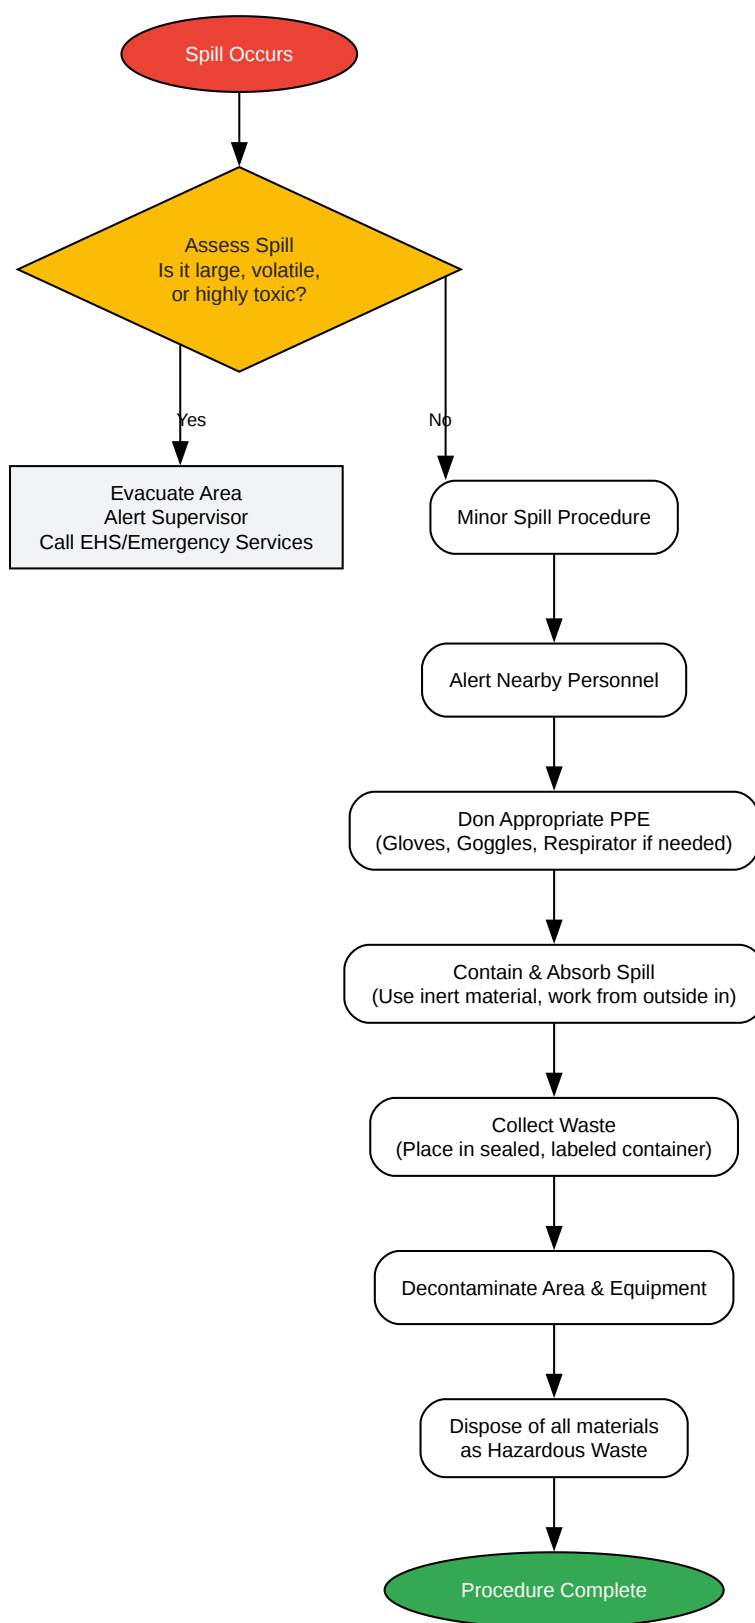 Spill Occurs
Assess Spill
Is it large, volatile,
or highly toxic?
Yes
No
Evacuate Area
Alert Supervisor
Call EHS/Emergency Services
Minor Spill Procedure
Alert Nearby Personnel
Don Appropriate PPE
(Gloves, Goggles, Respirator if needed)
Contain & Absorb Spill
(Use inert material, work from outside in)
Collect Waste
(Place in sealed, labeled container)
Decontaminate Area & Equipment
Dispose of all materials
as Hazardous Waste
Procedure Complete